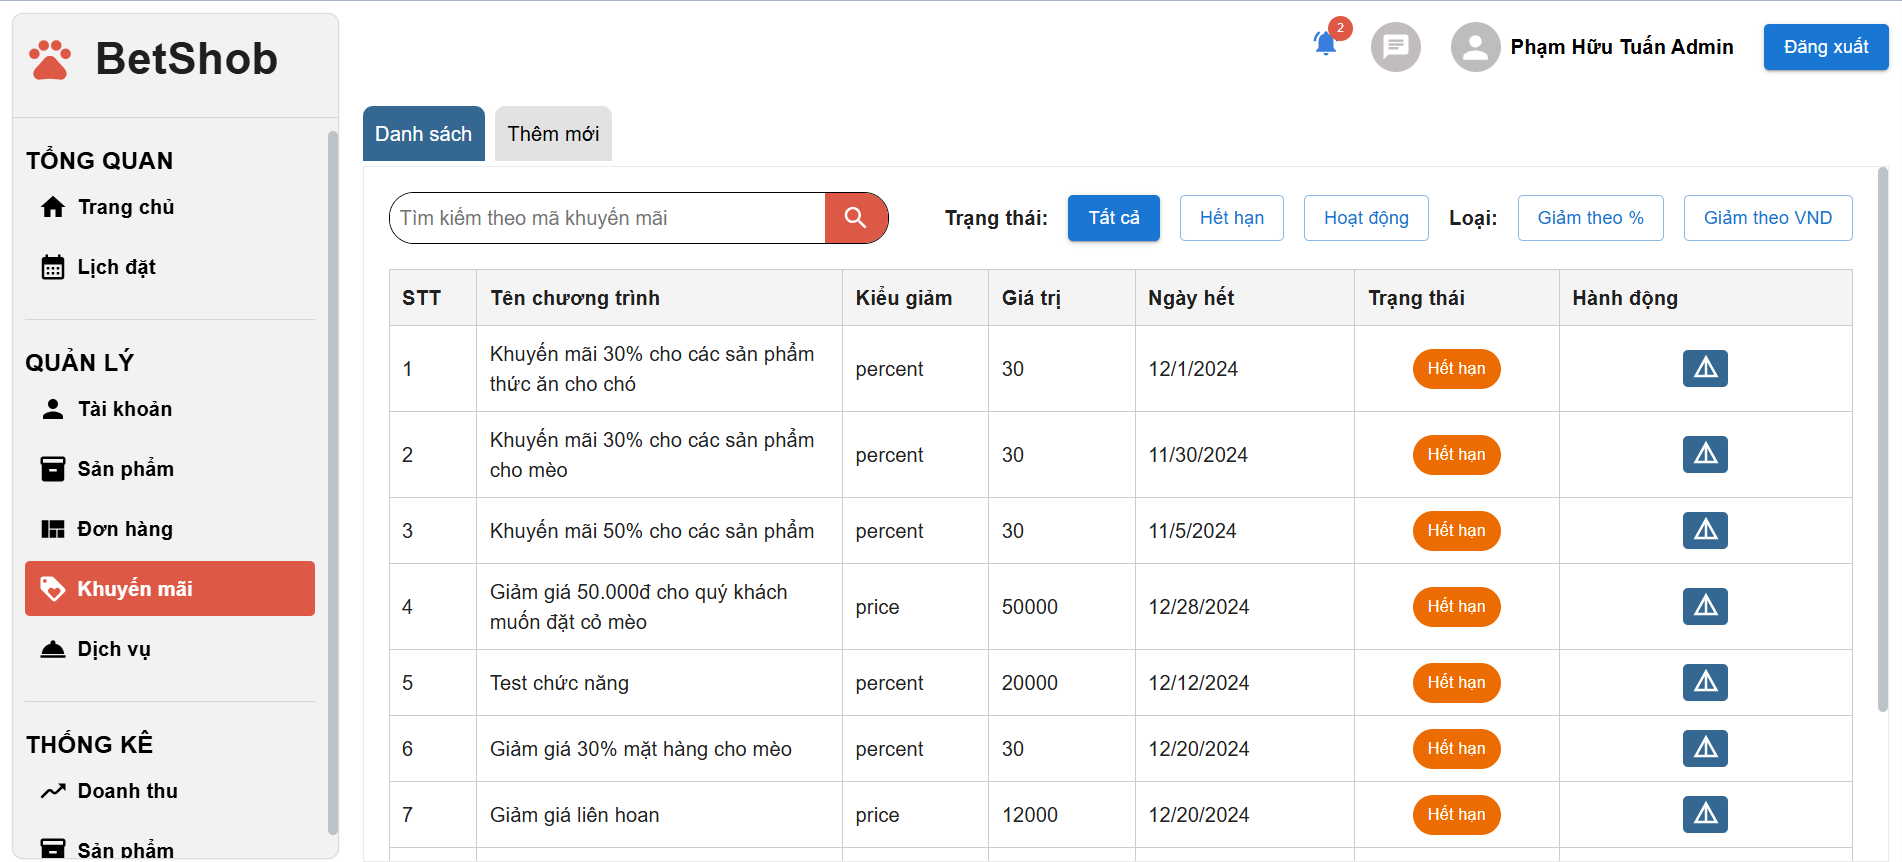 BetShob
2
Phạm Hữu Tuấn Admin
Đăng xuất
TỔNG QUAN
Trang chủ
Lịch đặt
QUẢN LÝ
Tài khoản
Sản phẩm
Đơn hàng
Khuyến mãi
Dịch vụ
THỐNG KÊ
Doanh thu
Sản phẩm
Danh sách
Thêm mới
Tìm kiếm theo mã khuyến mãi
Trạng thái: Tất cả Hết hạn Hoạt động Loại: Giảm theo % Giảm theo VND
STT Tên chương trình Kiểu giảm Giá trị Ngày hết Trạng thái Hành động
1 Khuyến mãi 30% cho các sản phẩm percent 30 12/1/2024 Hết hạn
thức ăn cho chó
2 Khuyến mãi 30% cho các sản phẩm percent 30 11/30/2024 Hết hạn
cho mèo
3 Khuyến mãi 50% cho các sản phẩm percent 30 11/5/2024 Hết hạn
4 Giảm giá 50.000đ cho quý khách price 50000 12/28/2024 Hết hạn
muốn đặt cỏ mèo
5 Test chức năng percent 20000 12/12/2024 Hết hạn
6 Giảm giá 30% mặt hàng cho mèo percent 30 12/20/2024 Hết hạn
7 Giảm giá liên hoan price 12000 12/20/2024 Hết hạn